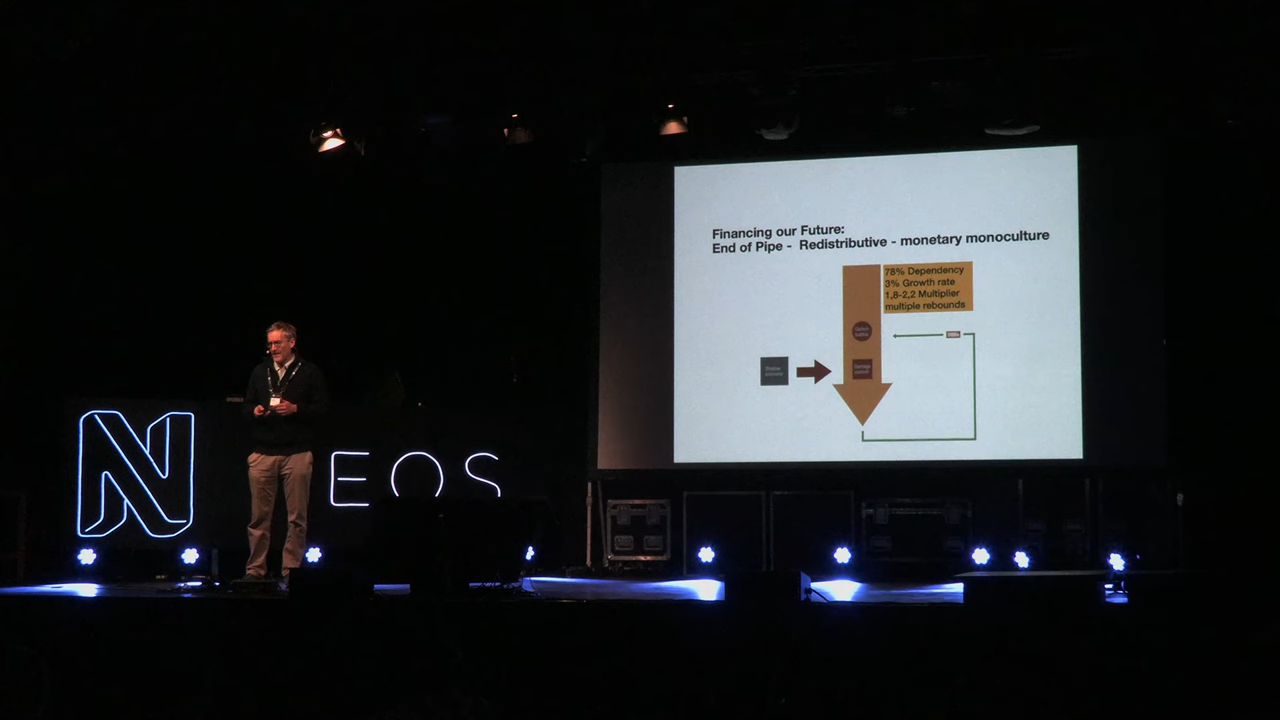 Financing our Future:
End of Pipe - Redistributive - monetary monoculture
78% Dependency
3% Growth rate
1,8-2,2 Multiplier
multiple rebounds
N EOS